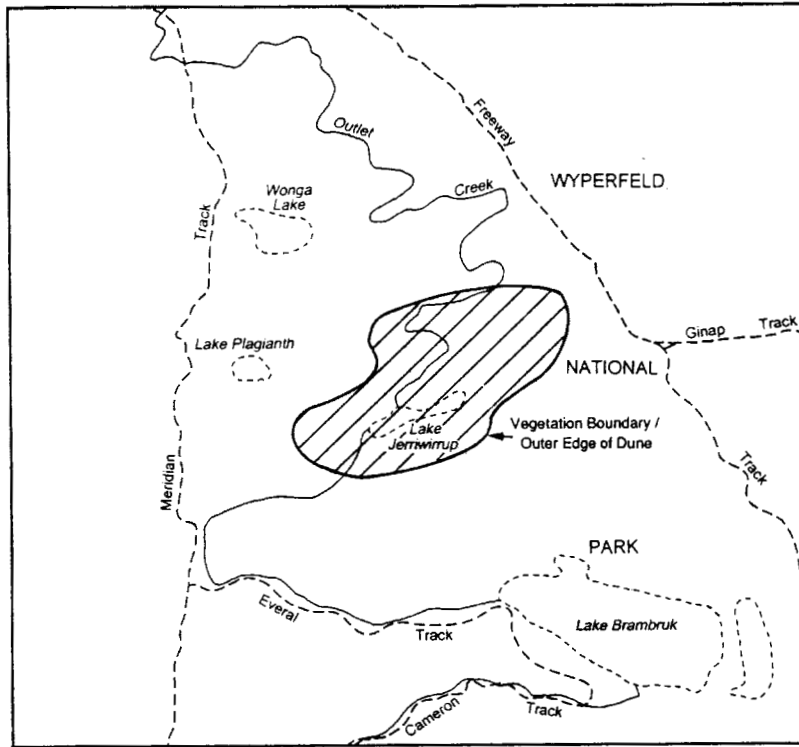 Outlet
Creek
Freeway
WYPERFELD
Wonga
Lake
Track
Ginap Track
Lake Plagianth
NATIONAL
Vegetation Boundary /
Outer Edge of Dune
Lake
Jerriwirrup
Meridian
Track
PARK
Everal
Track
Lake Brambruk
Cameron
Track